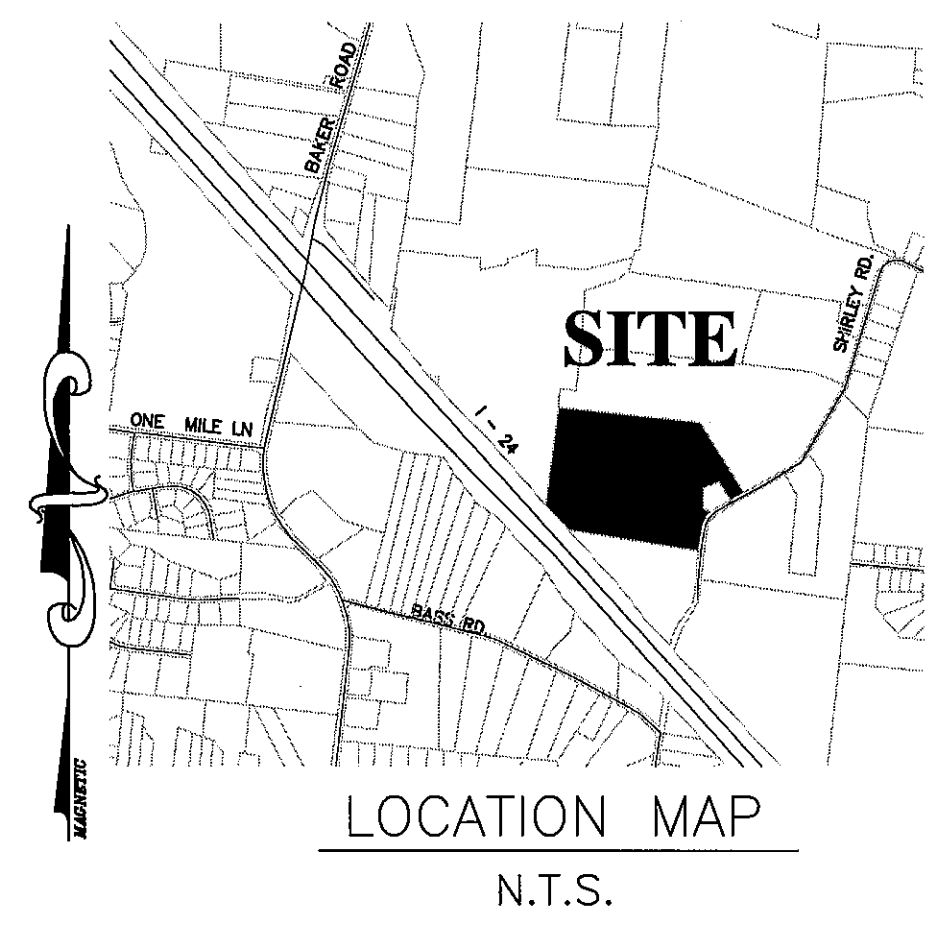 BAKER ROAD
SHIRLEY RD.
SITE
I - 24
ONE MILE LN
BASS RD.
MAGNETIC
LOCATION MAP
N.T.S.